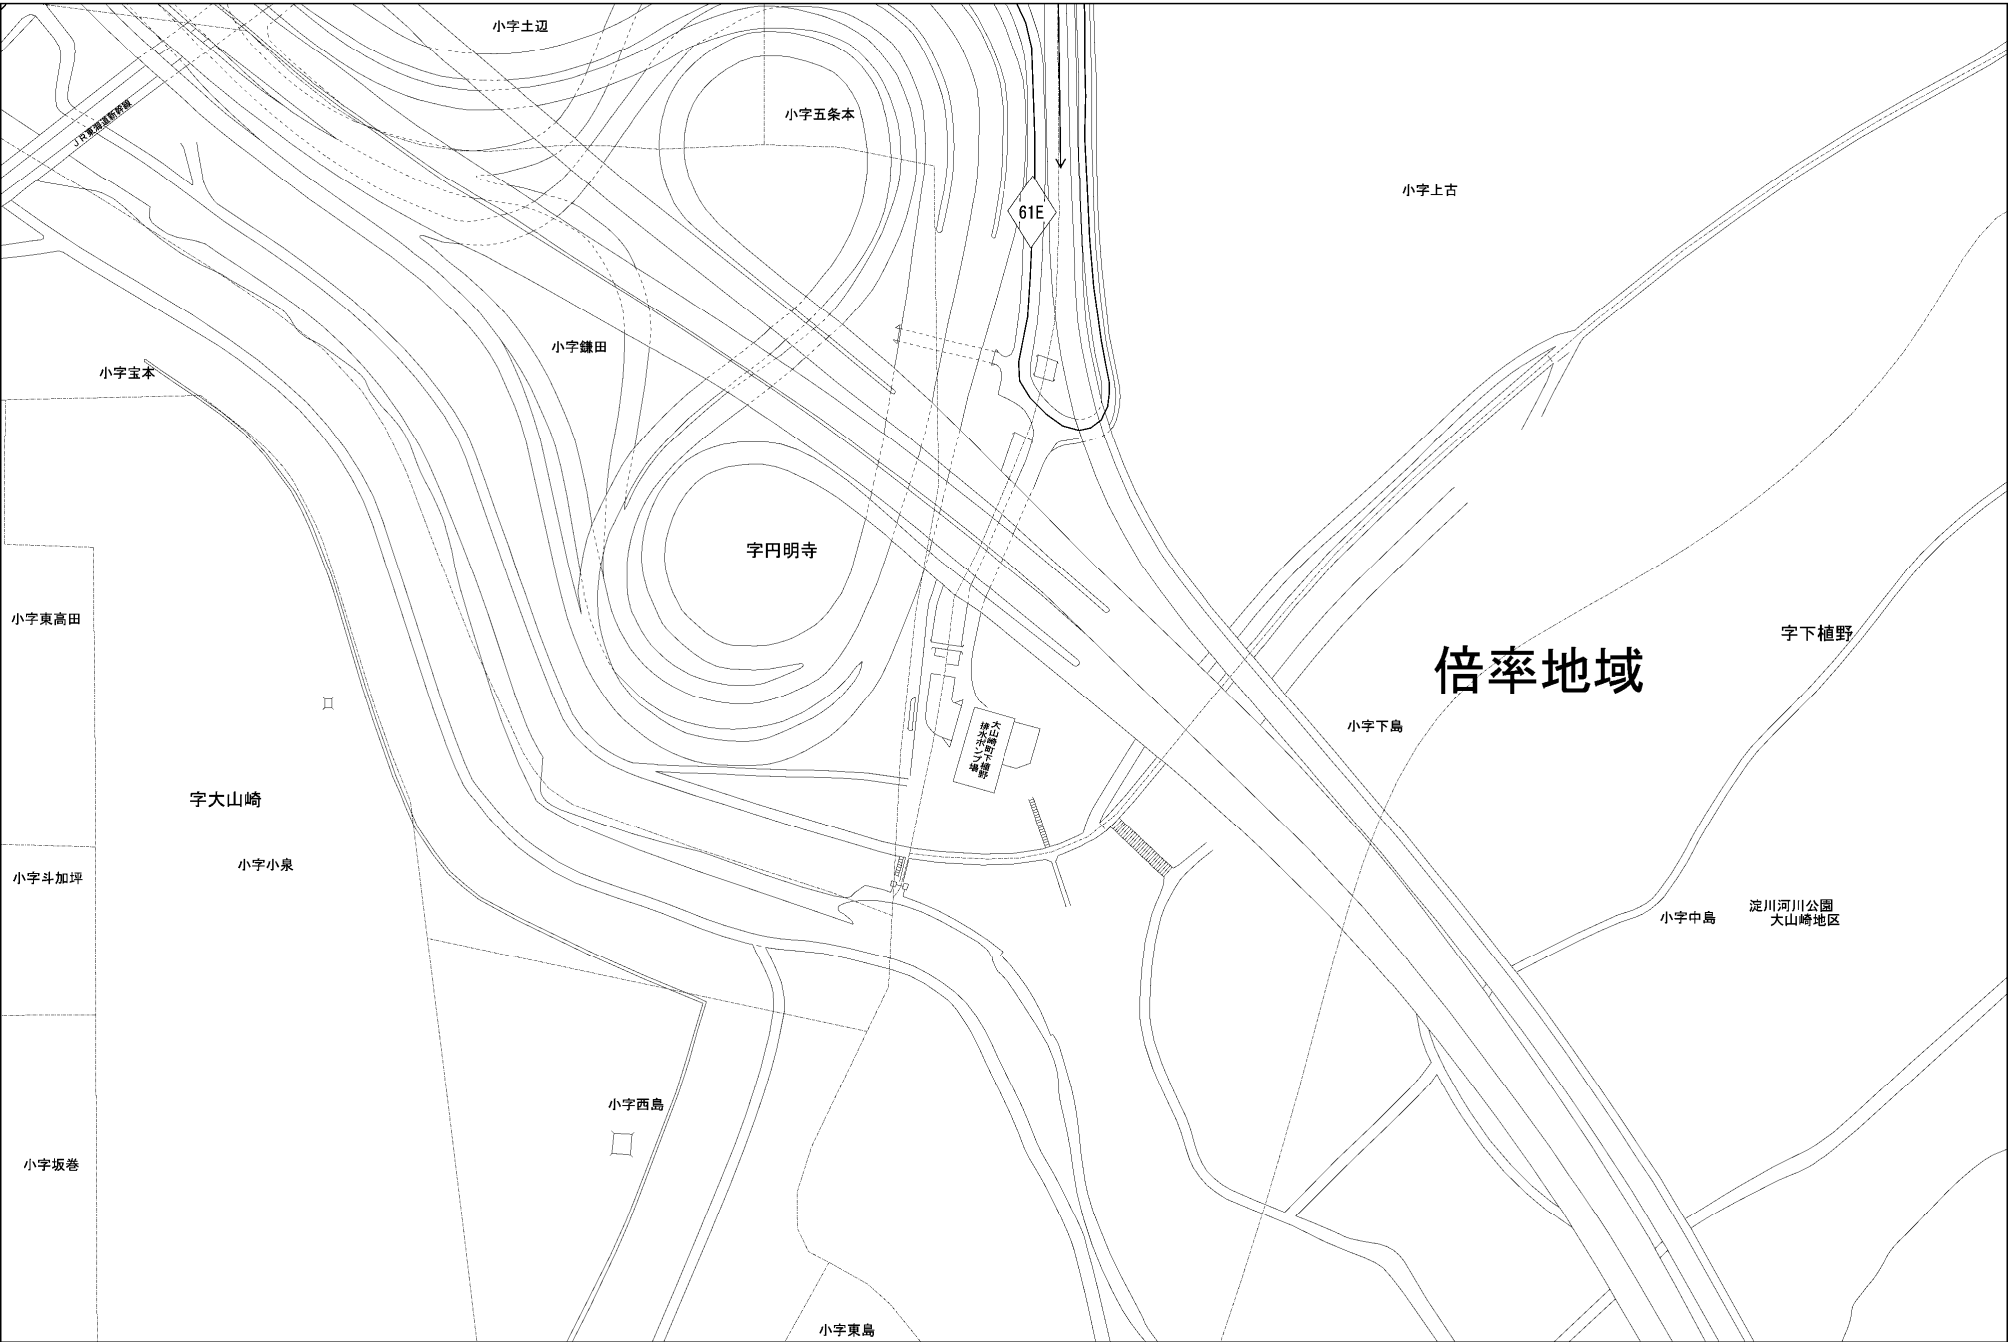 小字土辺
小字五条本
JR東海道新幹線
小字上古
61E
小字鎌田
小字宝本
字円明寺
小字東高田
字下植野
倍率地域
小字下島
大山崎町下植野
排水ポンプ場
字大山崎
小字小泉
小字斗加坪
淀川河川公園
大山崎地区
小字中島
小字西島
小字坂巻
小字東島